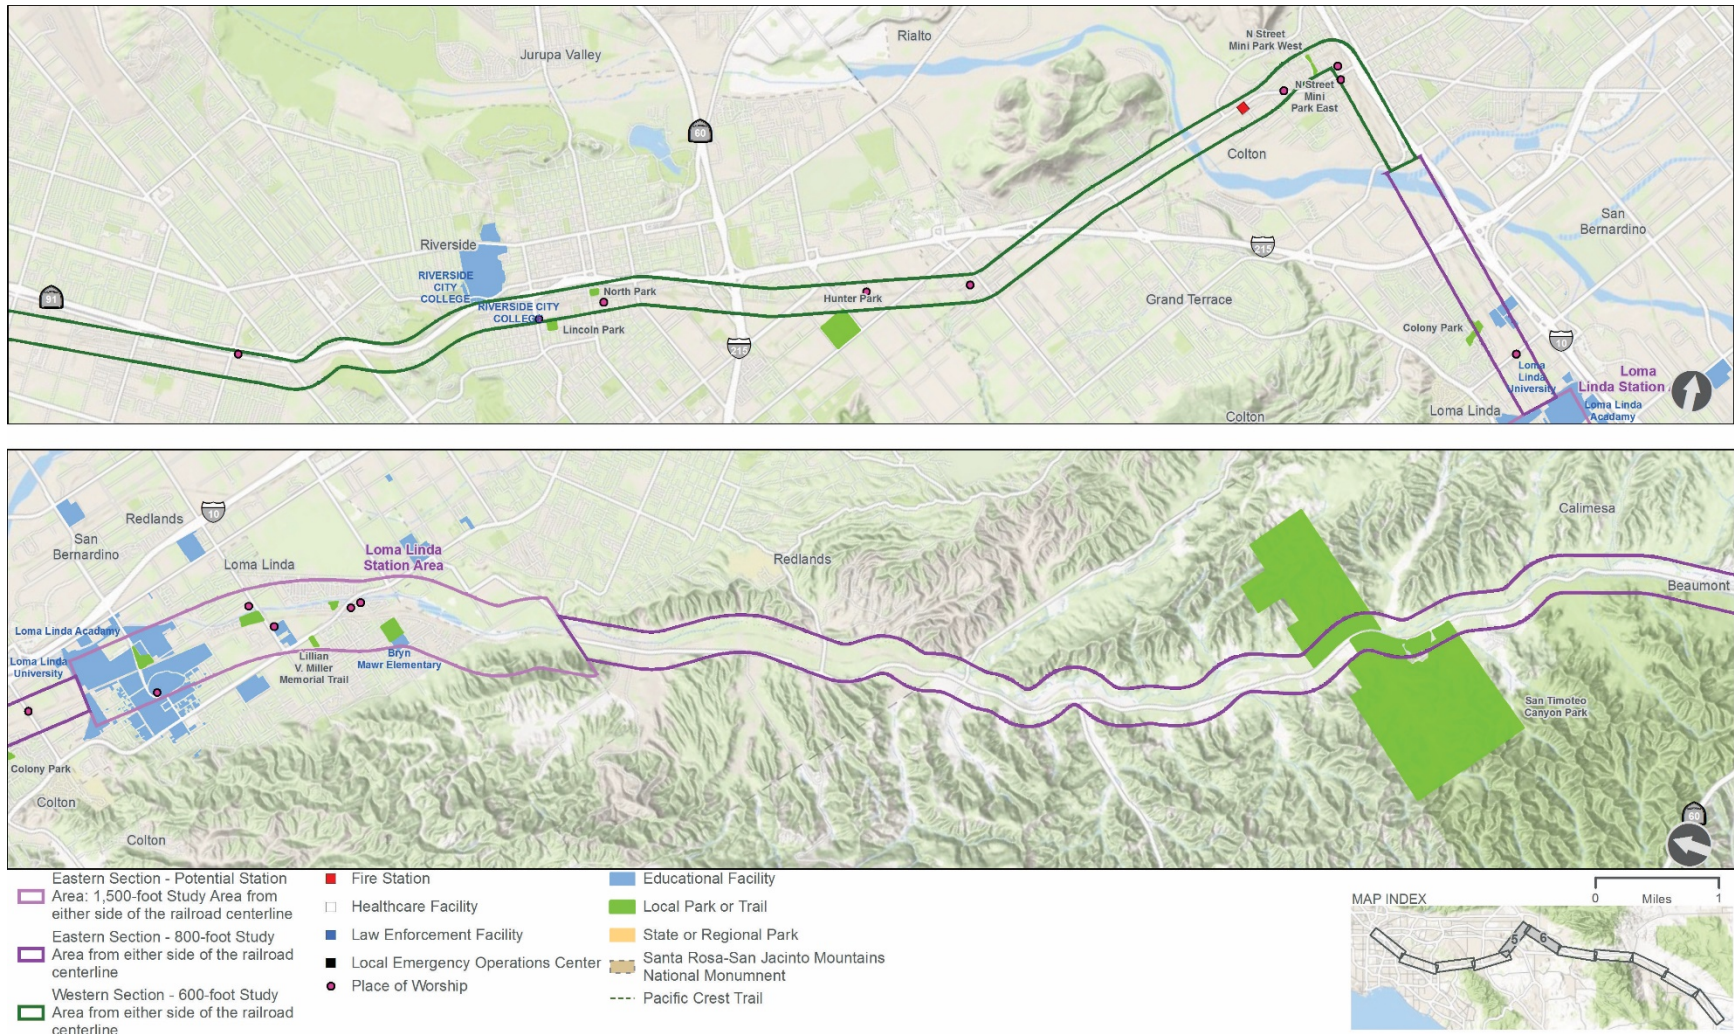 Jurupa Valley
Rialto
N Street
Mini Park West
60
N Street
Mini
Park East
Colton
San
Bernardino
Riverside
RIVERSIDE
CITY
COLLEGE
91
RIVERSIDE CITY
COLLEGE
North Park
Lincoln Park
Hunter Park
215
215
Grand Terrace
Colony Park
10
Loma
Linda
University
Loma
Linda Station
Loma Linda
Loma Linda
Acadamy
Colton
Redlands
10
San
Bernardino
Loma Linda
Loma Linda
Station Area
Redlands
Calimesa
Beaumont
Loma Linda Acadamy
Loma Linda
University
Lillian
V. Miller
Memorial Trail
Bryn
Mawr Elementary
San Timoteo
Canyon Park
Colony Park
Colton
Colton
60
Eastern Section - Potential Station
Area: 1,500-foot Study Area from
either side of the railroad centerline
Eastern Section - 800-foot Study
Area from either side of the railroad
centerline
Western Section - 600-foot Study
Area from either side of the railroad
centerline
Fire Station
Healthcare Facility
Law Enforcement Facility
Local Emergency Operations Center
Place of Worship
Educational Facility
Local Park or Trail
State or Regional Park
Santa Rosa-San Jacinto Mountains
National Monumnent
Pacific Crest Trail
0 Miles 1
MAP INDEX
5
6